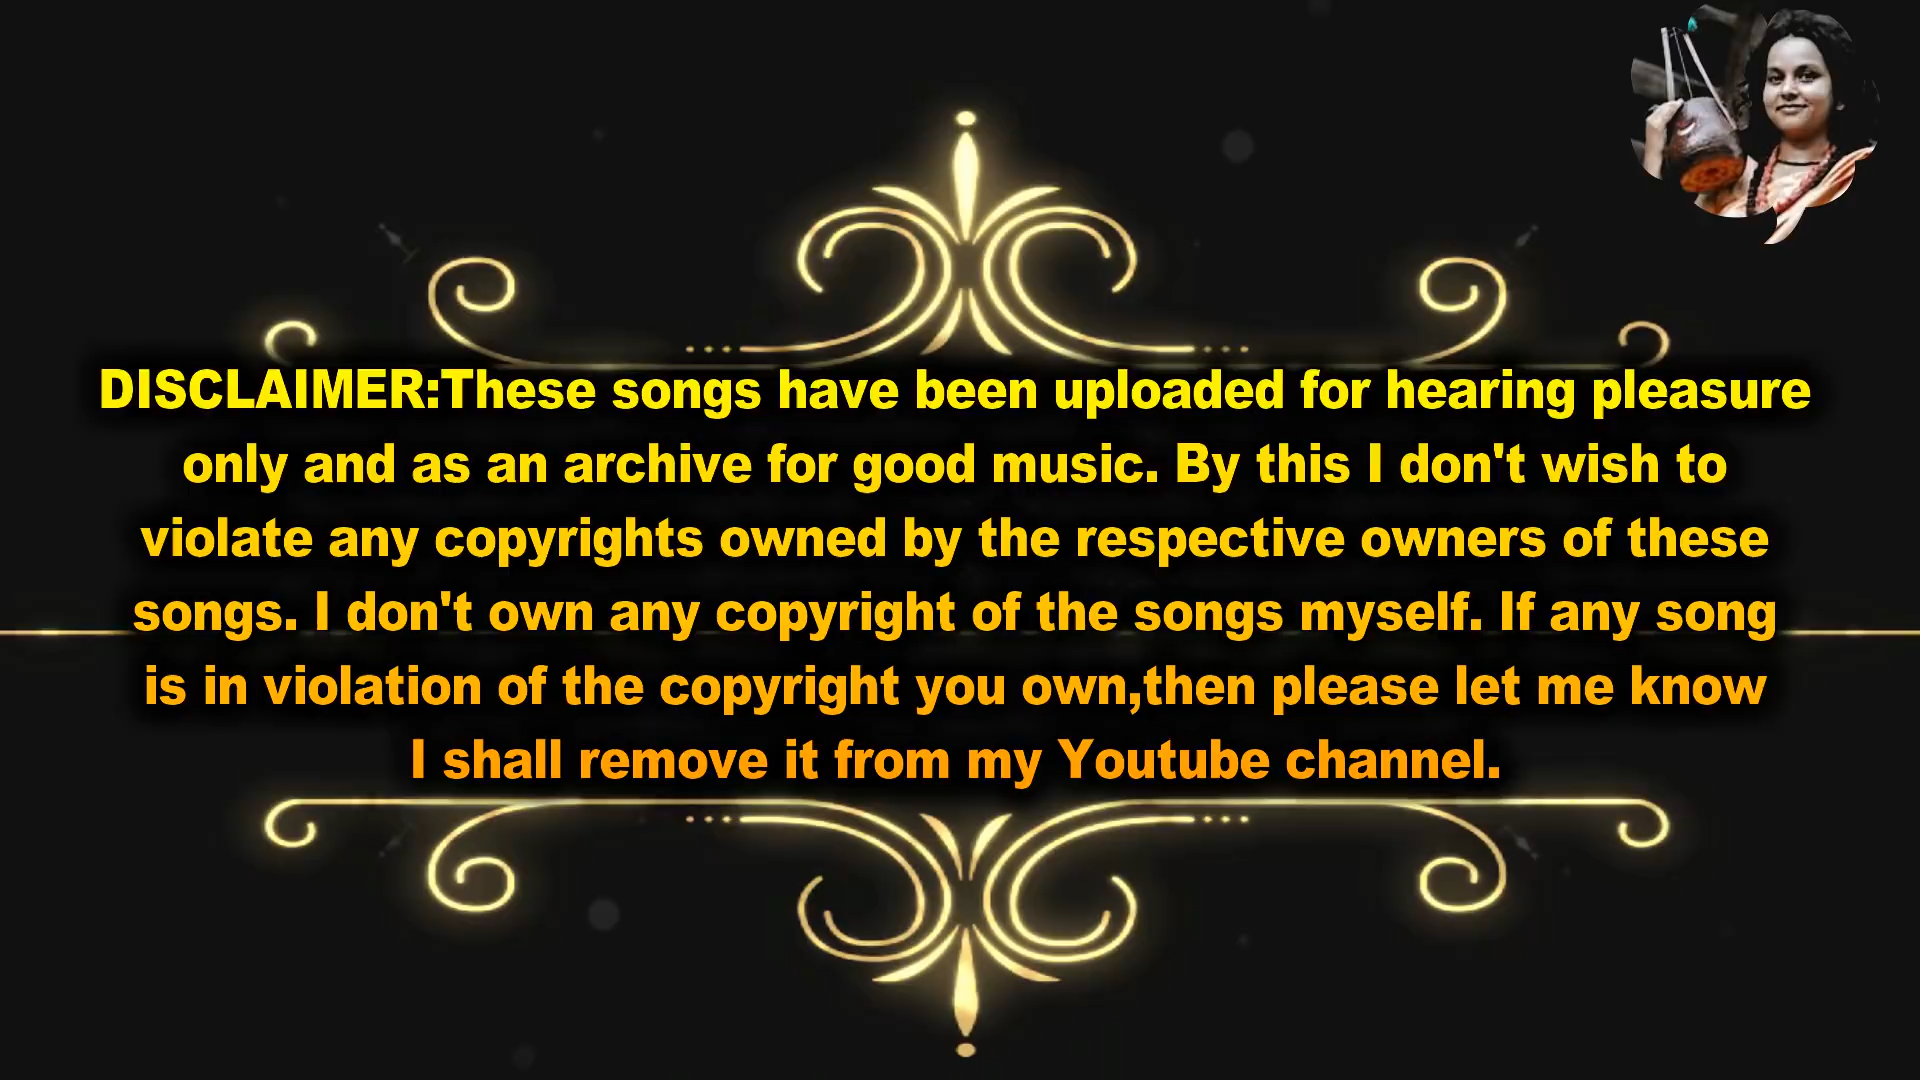 DISCLAIMER:These songs have been uploaded for hearing pleasure
only and as an archive for good music. By this I don't wish to
violate any copyrights owned by the respective owners of these
songs. I don't own any copyright of the songs myself. If any song
is in violation of the copyright you own,then please let me know
I shall remove it from my Youtube channel.